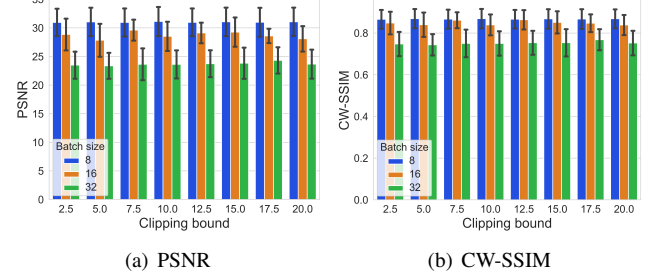 35
30
25
20
15
10
5
0
PSNR
Batch size
8
16
32
2.5 5.0 7.5 10.0 12.5 15.0 17.5 20.0
Clipping bound
(a) PSNR
0.8
0.6
0.4
0.2
0.0
CW-SSIM
Batch size
8
16
32
2.5 5.0 7.5 10.0 12.5 15.0 17.5 20.0
Clipping bound
(b) CW-SSIM